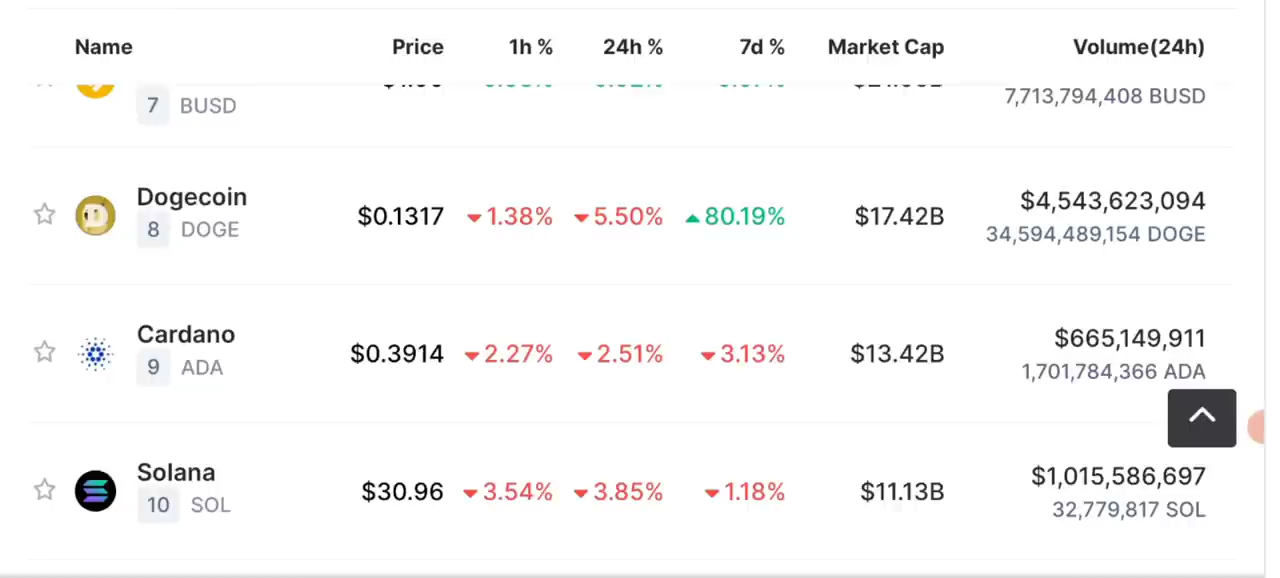 Name Price 1h % 24h % 7d % Market Cap Volume(24h)
7 BUSD 7,713,794,408 BUSD
Dogecoin
8 DOGE
$0.1317 1.38% 5.50% 80.19% $17.42B $4,543,623,094
34,594,489,154 DOGE
Cardano
9 ADA
$0.3914 2.27% 2.51% 3.13% $13.42B $665,149,911
1,701,784,366 ADA
Solana
10 SOL
$30.96 3.54% 3.85% 1.18% $11.13B $1,015,586,697
32,779,817 SOL